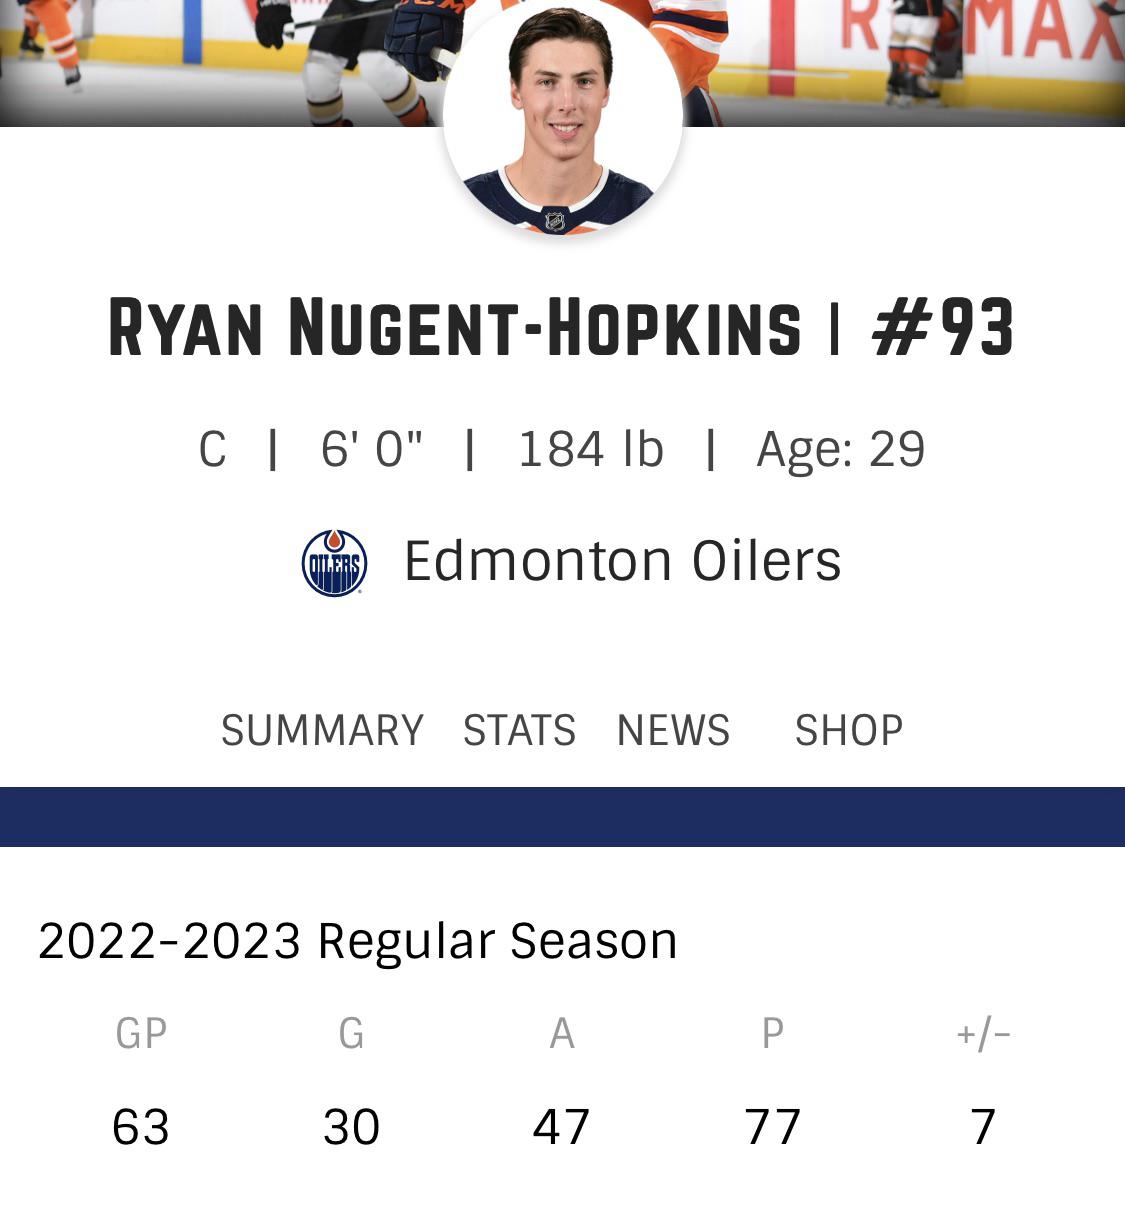 R MAX
CCM
Ryan Nugent-Hopkins | #93
C | 6' 0" | 184 lb | Age: 29
OILERS
Edmonton Oilers
SUMMARY STATS NEWS SHOP
2022-2023 Regular Season
GP G A P +/-
63 30 47 77 7